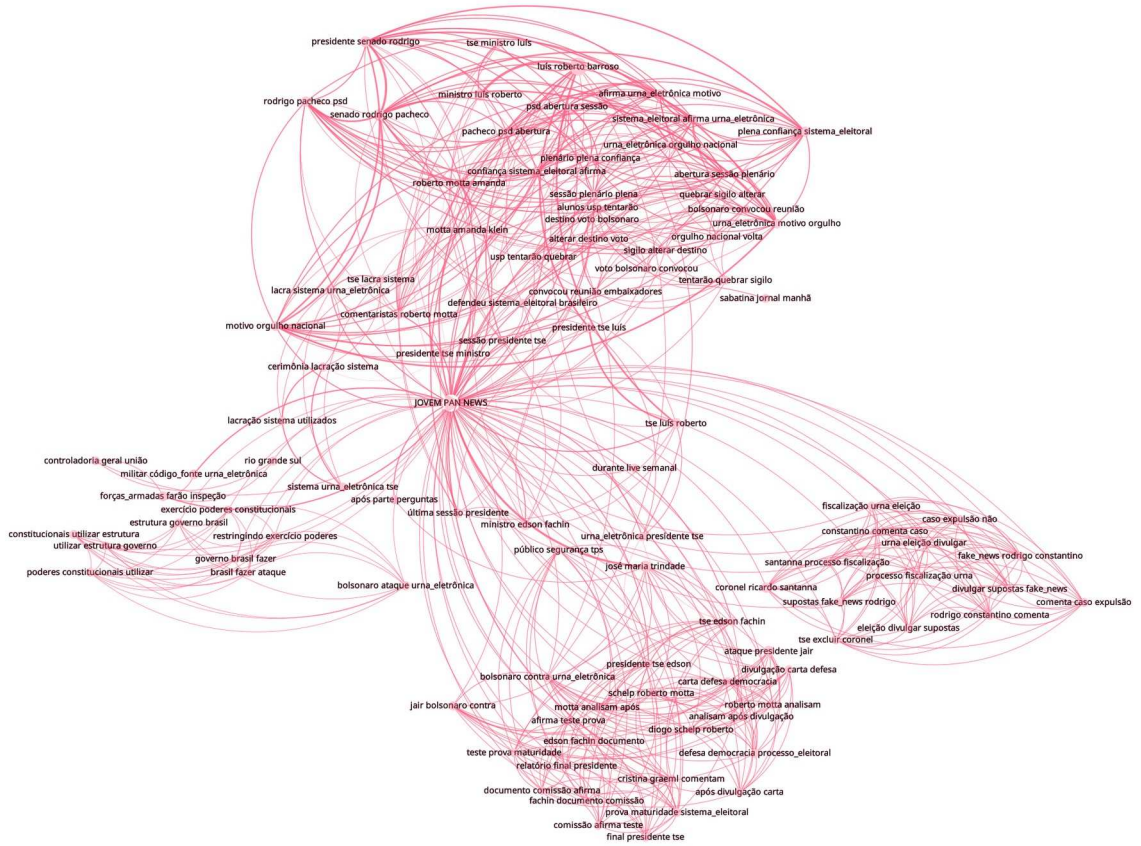 presidente senado rodrigo
tse ministro luís
luís roberto barroso
rodrigo pacheco psd
ministro luís roberto
afirma urna_eletrônica motivo
senado rodrigo pacheco
psd abertura sessão
sistema_eleitoral afirma urna_eletrônica
pacheco psd abertura
plena confiança sistema_eleitoral
urna_eletrônica orgulho nacional
plenário plena confiança
confiança sistema_eleitoral afirma
abertura sessão plenário
roberto motta amanda
sessão plenário plena
quebrar sigilo alterar
alunos usp tentarão
bolsonaro convocou reunião
destino voto bolsonaro
urna_eletrônica motivo orgulho
motta amanda klein
alterar destino voto
orgulho nacional volta
sigilo alterar destino
usp tentarão quebrar
voto bolsonaro convocou
tse lacra sistema
tentarão quebrar sigilo
lacra sistema urna_eletrônica
convocou reunião embaixadores
sabatina jornal manhã
defendeu sistema_eleitoral brasileiro
comentaristas roberto motta
motivo orgulho nacional
presidente tse luís
sessão presidente tse
presidente tse ministro
cerimônia lacração sistema
JOVEM PAN NEWS
lacração sistema utilizados
tse luís roberto
controladoria geral união
rio grande sul
durante live semanal
militar código_fonte urna_eletrônica
sistema urna_eletrônica tse
forças_armadas farão inspeção
após parte perguntas
fiscalização urna eleição
exercício poderes constitucionais
última sessão presidente
caso expulsão não
estrutura governo brasil
ministro edson fachin
constantino comenta caso
constitucionais utilizar estrutura
restringindo exercício poderes
urna_eletrônica presidente tse
urna eleição divulgar
utilizar estrutura governo
público segurança tps
fake_news rodrigo constantino
governo brasil fazer
santanna processo fiscalização
poderes constitucionais utilizar
brasil fazer ataque
josé maria trindade
processo fiscalização urna
bolsonaro ataque urna_eletrônica
coronel ricardo santanna
divulgar supostas fake_news
supostas fake_news rodrigo
comenta caso expulsão
rodrigo constantino comenta
tse edson fachin
eleição divulgar supostas
tse excluir coronel
ataque presidente jair
presidente tse edson
divulgação carta defesa
bolsonaro contra urna_eletrônica
carta defesa democracia
schelp roberto motta
jair bolsonaro contra
motta analisam após
roberto motta analisam
afirma teste prova
analisam após divulgação
diogo schelp roberto
edson fachin documento
teste prova maturidade
defesa democracia processo_eleitoral
relatório final presidente
cristina graeml comentam
documento comissão afirma
após divulgação carta
fachin documento comissão
prova maturidade sistema_eleitoral
comissão afirma teste
final presidente tse